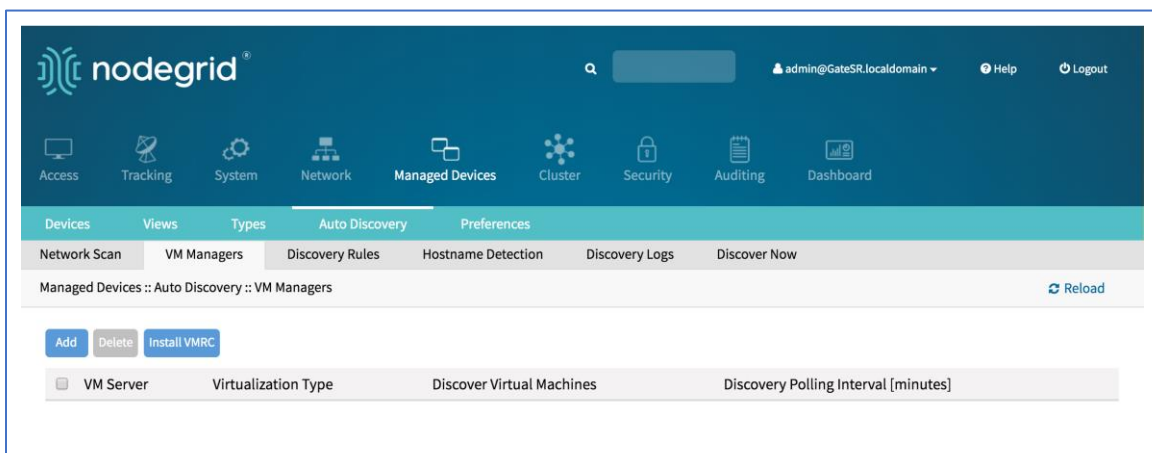 nodegrid®
admin@GateSR.localdomain Help Logout
Access Tracking System Network Managed Devices Cluster Security Auditing Dashboard
Devices Views Types Auto Discovery Preferences
Network Scan VM Managers Discovery Rules Hostname Detection Discovery Logs Discover Now
Managed Devices :: Auto Discovery :: VM Managers Reload
Add Delete Install VMRC
VM Server Virtualization Type Discover Virtual Machines Discovery Polling Interval [minutes]